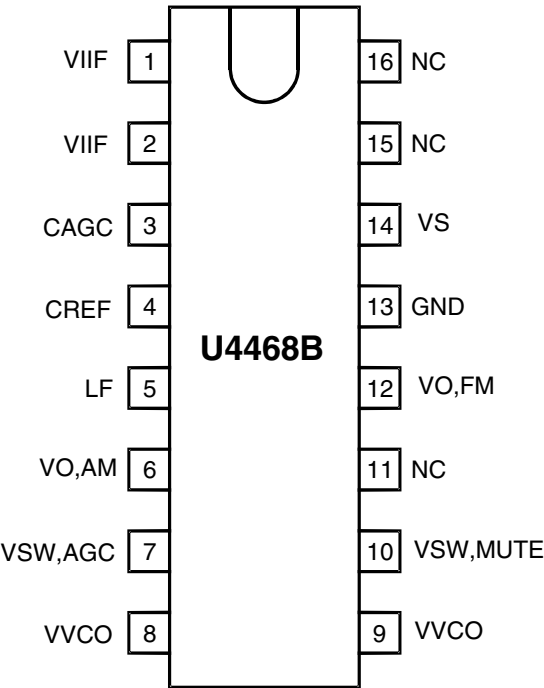 VIIF 1 16 NC
VIIF 2 15 NC
CAGC 3 14 VS
CREF 4 13 GND
U4468B
LF 5 12 VO,FM
VO,AM 6 11 NC
VSW,AGC 7 10 VSW,MUTE
VVCO 8 9 VVCO